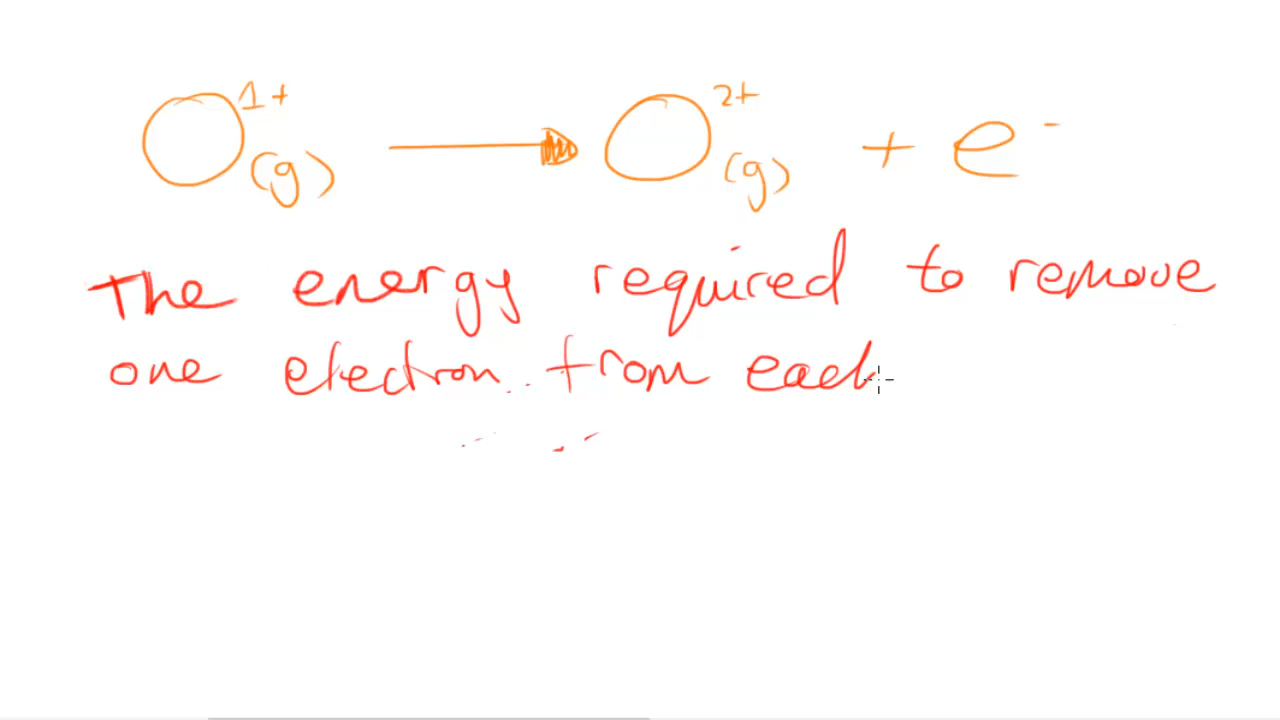 O¹⁺(g) ⟶ O²⁺(g) + e⁻
The energy required to remove
one electron from each